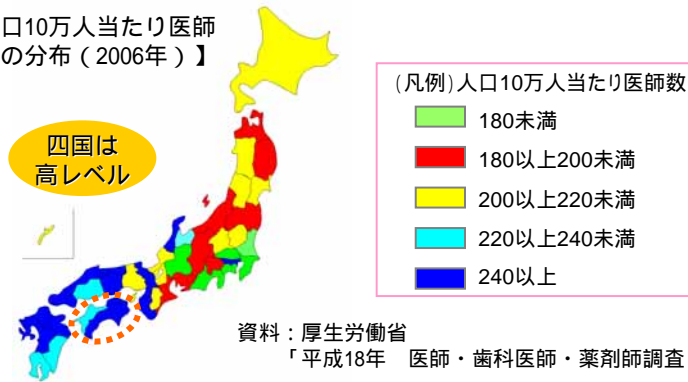 口10万人当たり医師
の分布（2006年）】
四国は
高レベル
(凡例)人口10万人当たり医師数
180未満
180以上200未満
200以上220未満
220以上240未満
240以上
資料：厚生労働省
「平成18年　医師・歯科医師・薬剤師調査